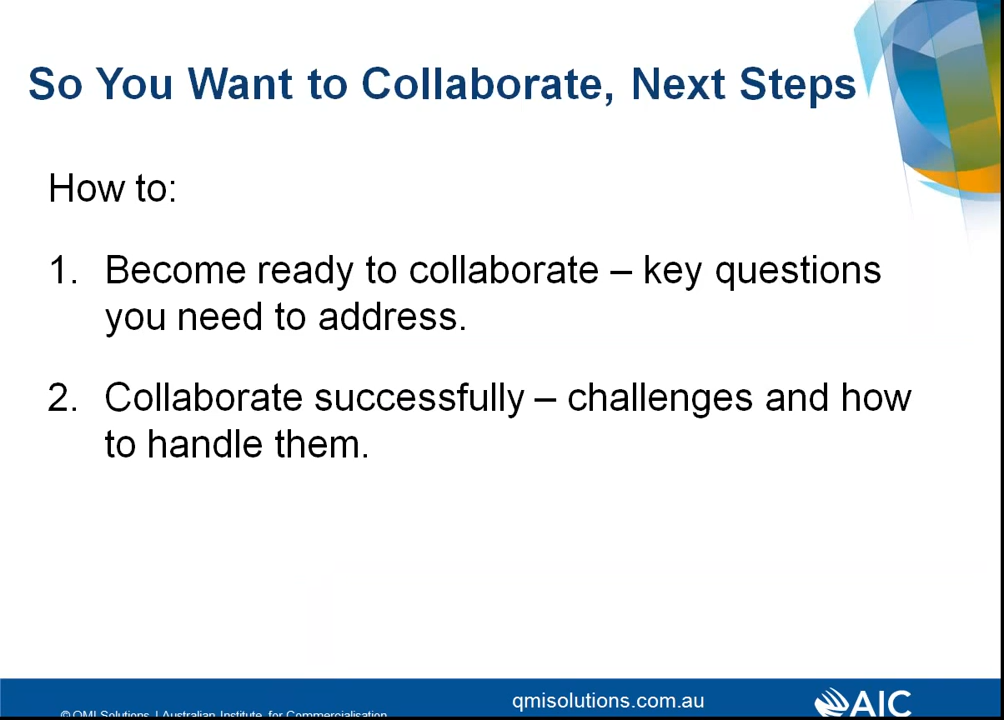 So You Want to Collaborate, Next Steps
How to:
1. Become ready to collaborate – key questions
you need to address.
2. Collaborate successfully – challenges and how
to handle them.
qmisolutions.com.au
AIC
© QMI Solutions | Australian Institute for Commercialisation